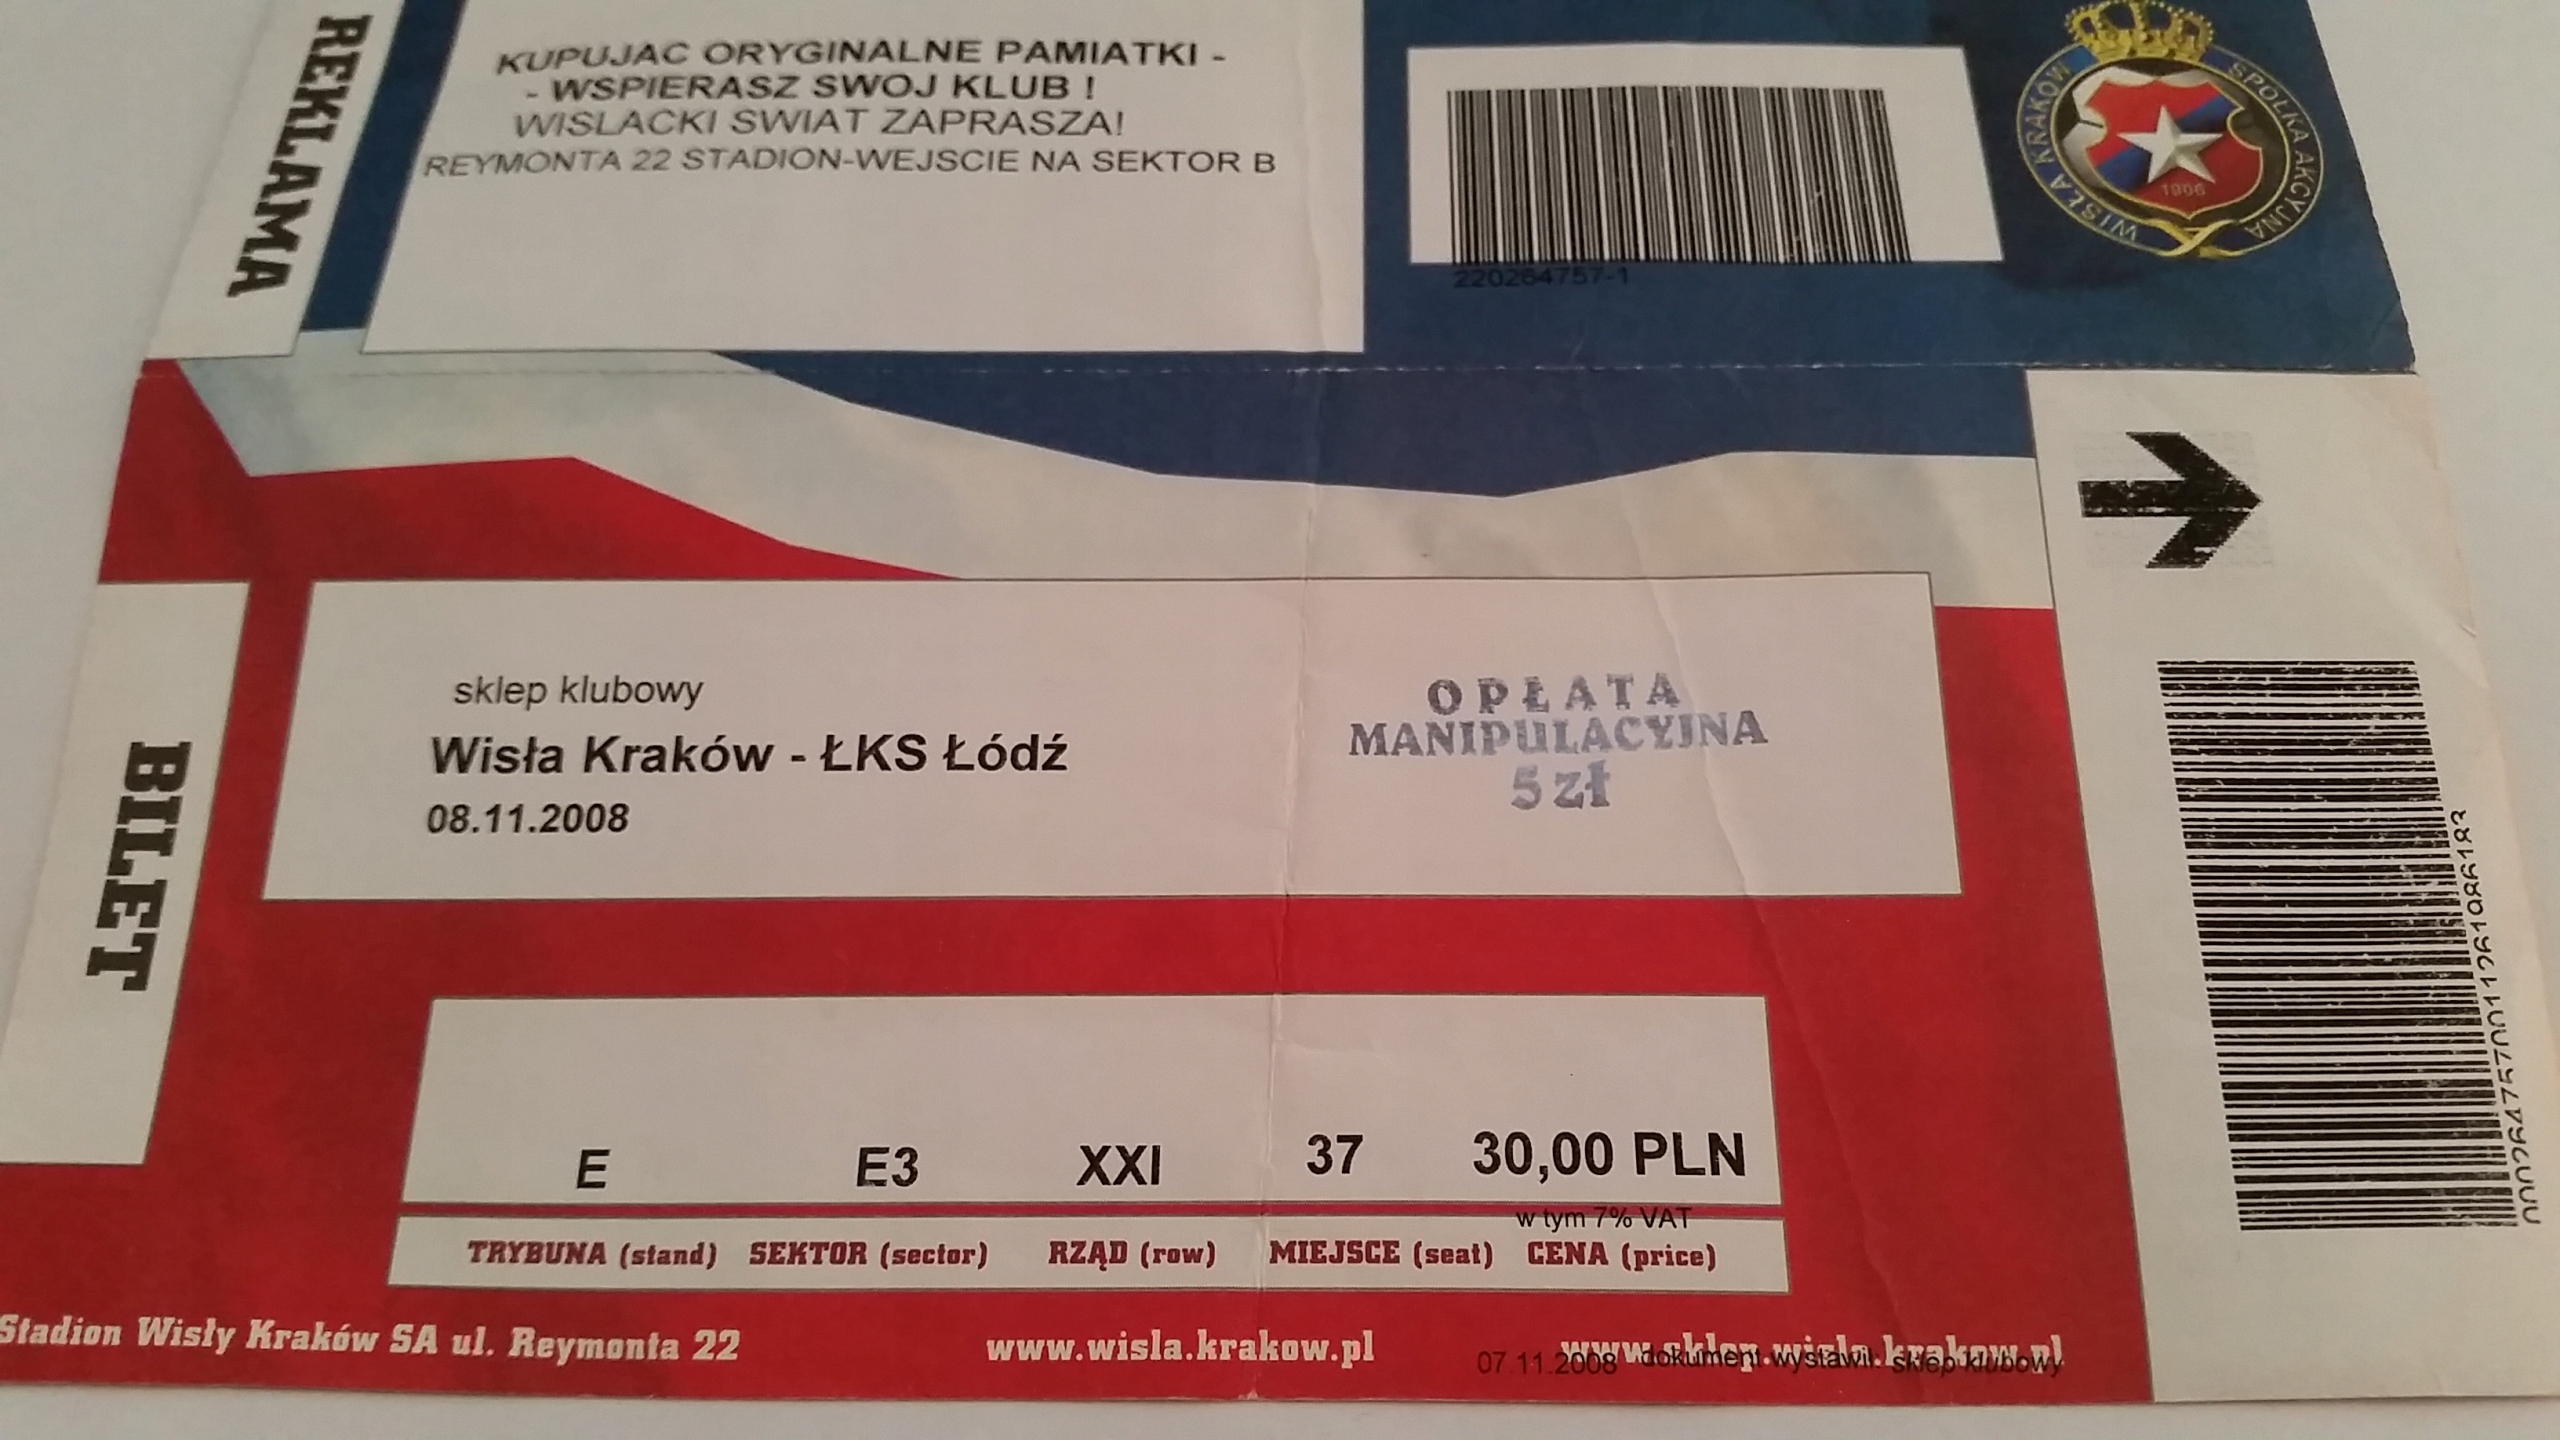 REKLAMA
KUPUJAC ORYGINALNE PAMIATKI -
- WSPIERASZ SWOJ KLUB !
WISLACKI SWIAT ZAPRASZA!
REYMONTA 22 STADION-WEJSCIE NA SEKTOR B
220264757-1
WISŁA KRAKÓW SPÓŁKA AKCYJNA
1906
BILET
sklep klubowy
Wisła Kraków - ŁKS Łódź
08.11.2008
OPŁATA
MANIPULACYJNA
5 zł
E E3 XXI 37 30,00 PLN
w tym 7% VAT
TRYBUNA (stand) SEKTOR (sector) RZĄD (row) MIEJSCE (seat) CENA (price)
Stadion Wisły Kraków SA ul. Reymonta 22 www.wisla.krakow.pl www.sklep.wisla.krakow.pl
07.11.2008 dokument wystawił: sklep klubowy